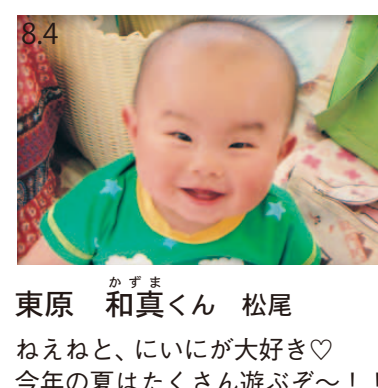 8.4
かずま
東原 和真くん 松尾
ねえねと、にいにが大好き♡
今年の夏はたくさん遊ぶぞ〜!!